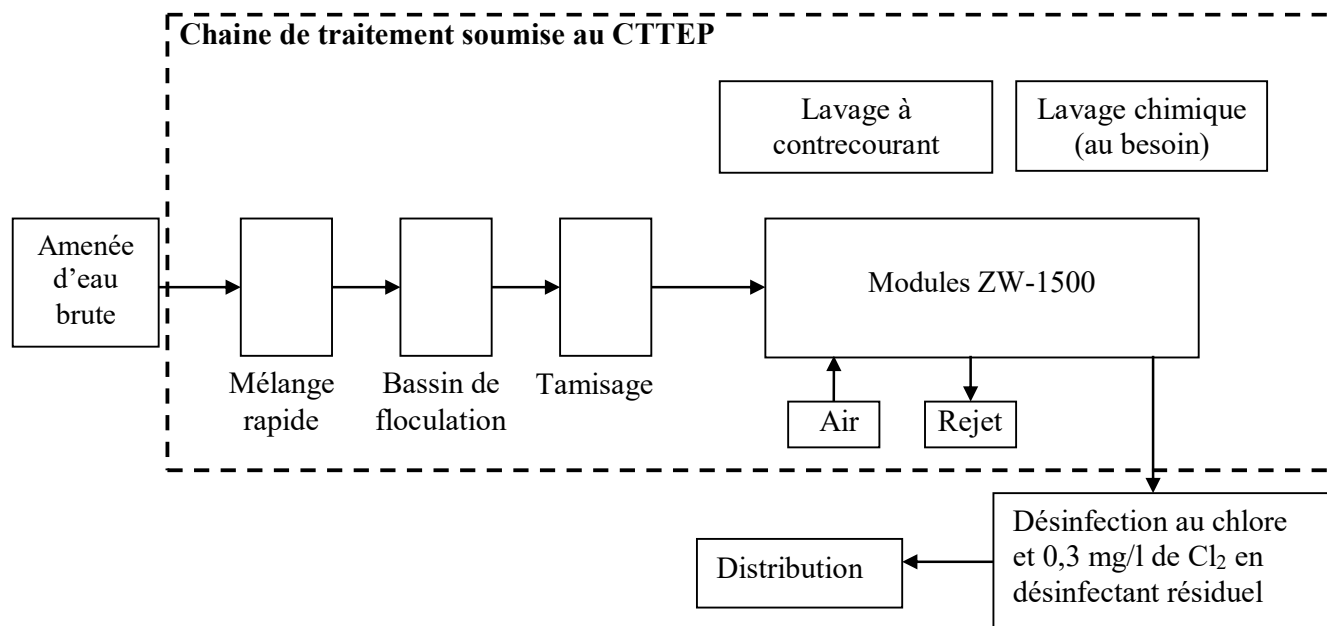 Chaine de traitement soumise au CTTEP
Lavage à
contrecourant
Lavage chimique
(au besoin)
Amenée
d’eau
brute
Modules ZW-1500
Mélange
rapide
Bassin de
floculation
Tamisage
Air
Rejet
Désinfection au chlore
et 0,3 mg/l de Cl₂ en
désinfectant résiduel
Distribution